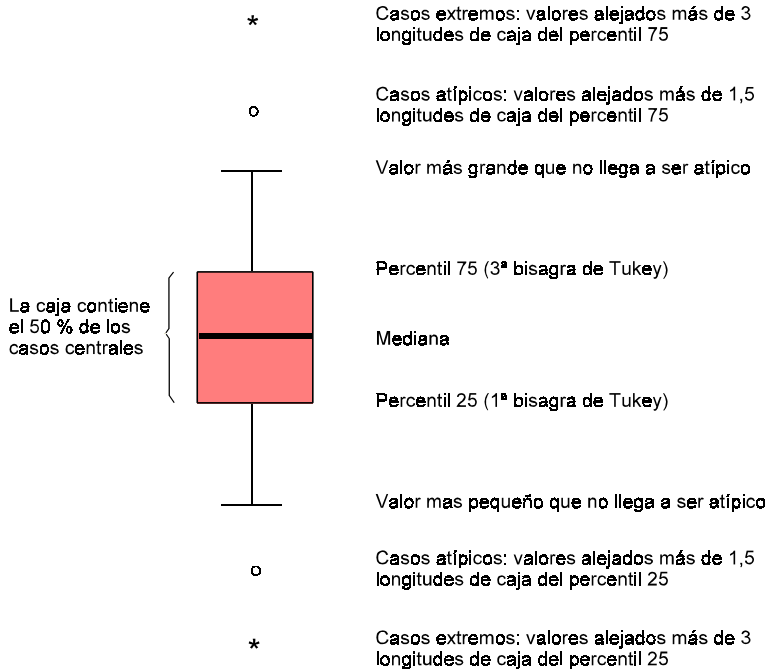 *
Casos extremos: valores alejados más de 3
longitudes de caja del percentil 75
o
Casos atípicos: valores alejados más de 1,5
longitudes de caja del percentil 75
Valor más grande que no llega a ser atípico
Percentil 75 (3ª bisagra de Tukey)
La caja contiene
el 50 % de los
casos centrales
Mediana
Percentil 25 (1ª bisagra de Tukey)
Valor mas pequeño que no llega a ser atípico
o
Casos atípicos: valores alejados más de 1,5
longitudes de caja del percentil 25
*
Casos extremos: valores alejados más de 3
longitudes de caja del percentil 25